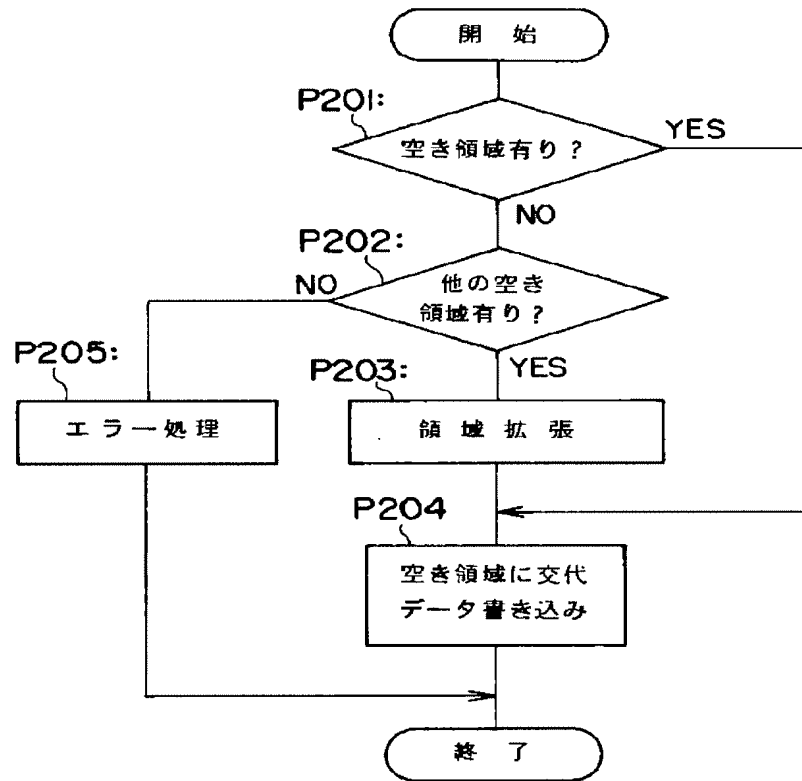 開始
P201:
空き領域有り?
YES
NO
P202:
他の空き
領域有り?
NO
YES
P205:
エラー処理
P203:
領域拡張
P204
空き領域に交代
データ書き込み
終了